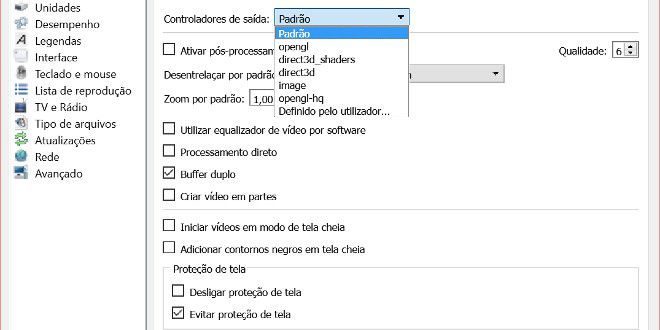 Unidades
Desempenho
Legendas
Interface
Teclado e mouse
Lista de reprodução
TV e Rádio
Tipo de arquivos
Atualizações
Rede
Avançado
Controladores de saída: Padrão
Padrão
opengl
direct3d_shaders
direct3d
image
opengl-hq
Definido pelo utilizador...
Ativar pós-processam
Qualidade: 6
Desentrelaçar por padrão
Zoom por padrão: 1,00
Utilizar equalizador de vídeo por software
Processamento direto
Buffer duplo
Criar vídeo em partes
Iniciar vídeos em modo de tela cheia
Adicionar contornos negros em tela cheia
Proteção de tela
Desligar proteção de tela
Evitar proteção de tela